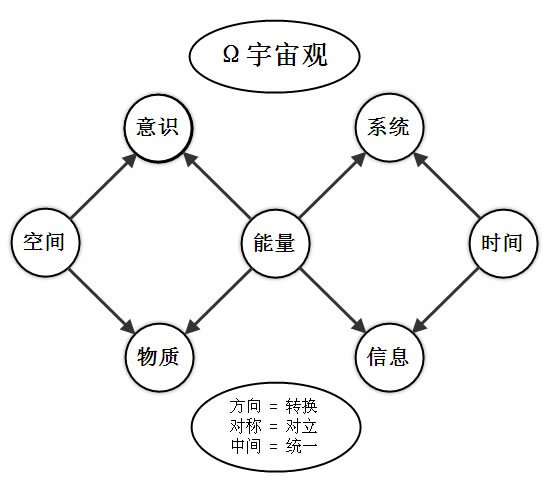 Ω宇宙观
意识
系统
空间
能量
时间
物质
信息
方向 = 转换
对称 = 对立
中间 = 统一